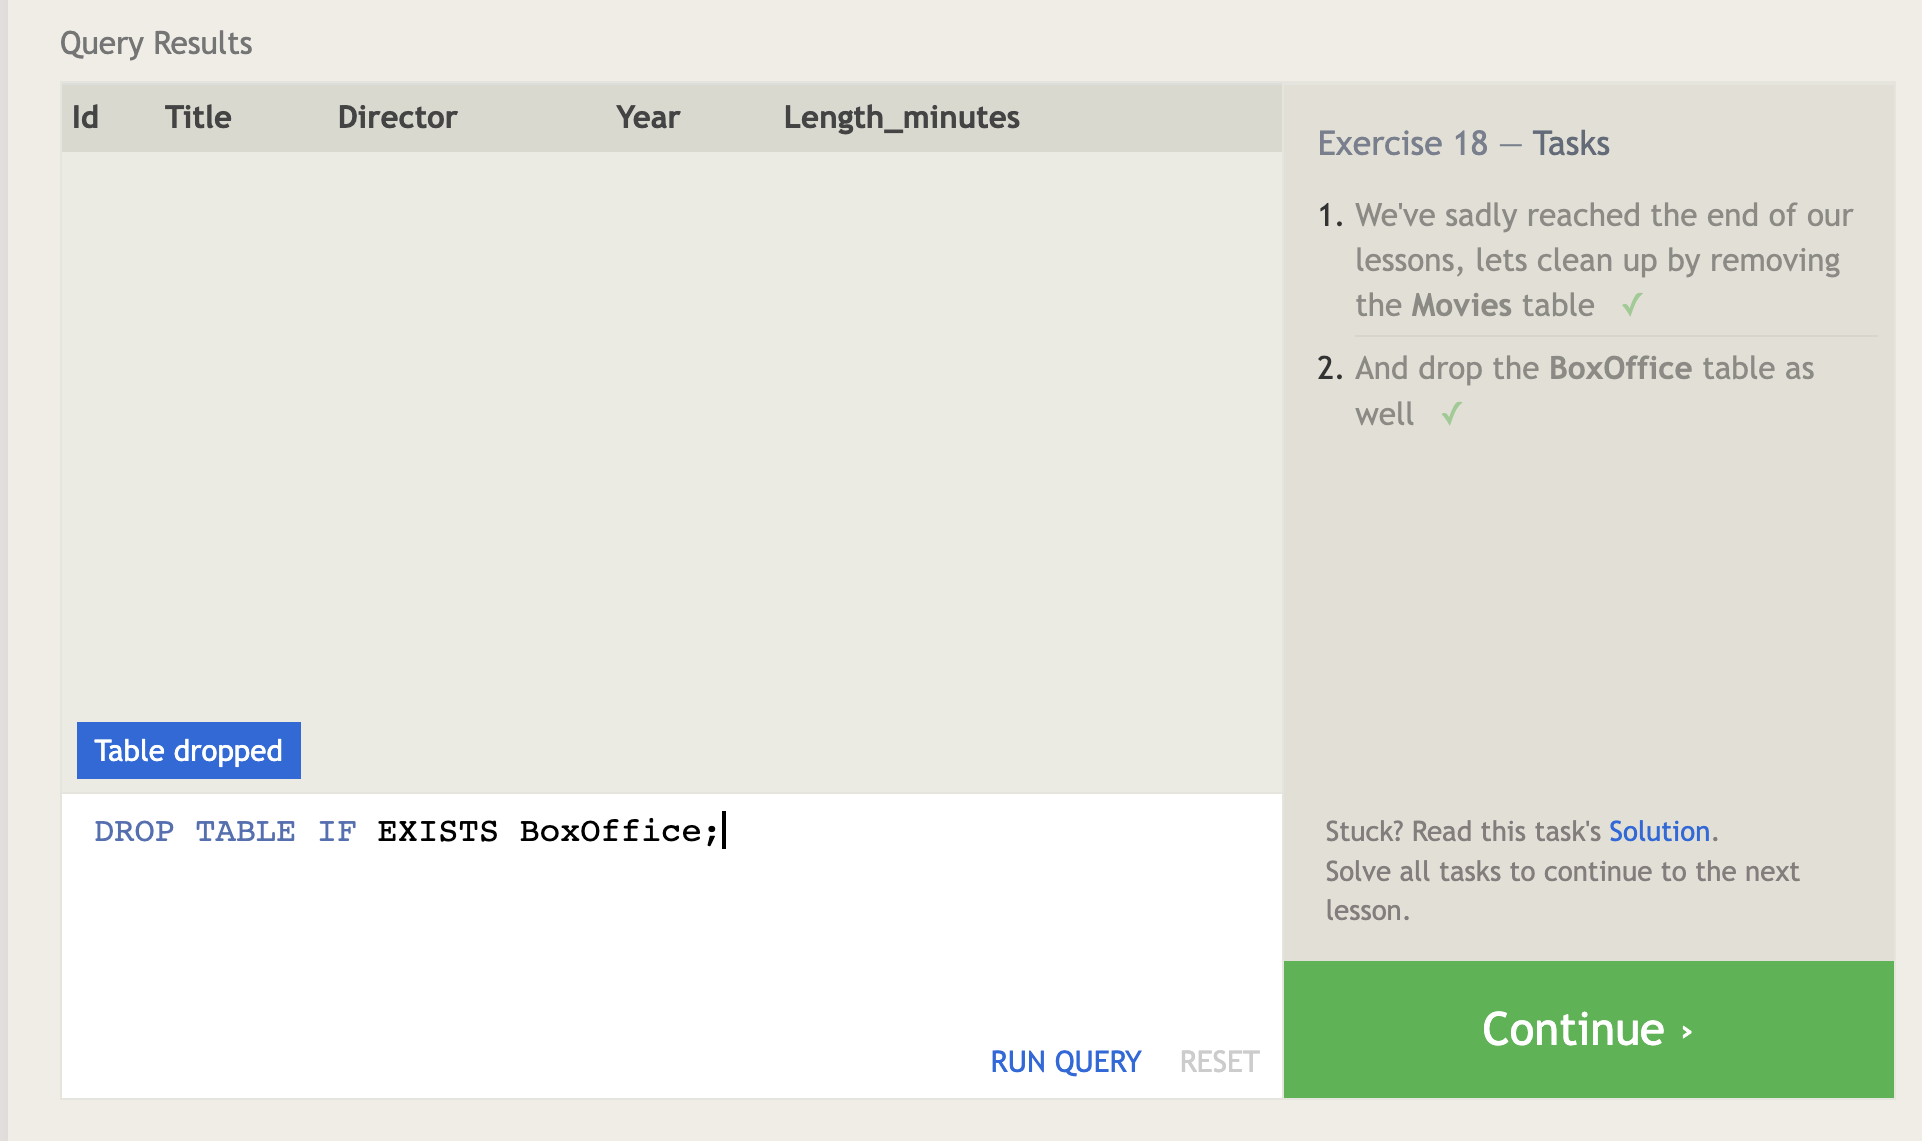 Query Results
Id Title Director Year Length_minutes
Table dropped
DROP TABLE IF EXISTS BoxOffice;
RUN QUERY RESET
Exercise 18 — Tasks
1. We've sadly reached the end of our
lessons, lets clean up by removing
the Movies table ✓
2. And drop the BoxOffice table as
well ✓
Stuck? Read this task's Solution.
Solve all tasks to continue to the next
lesson.
Continue ›